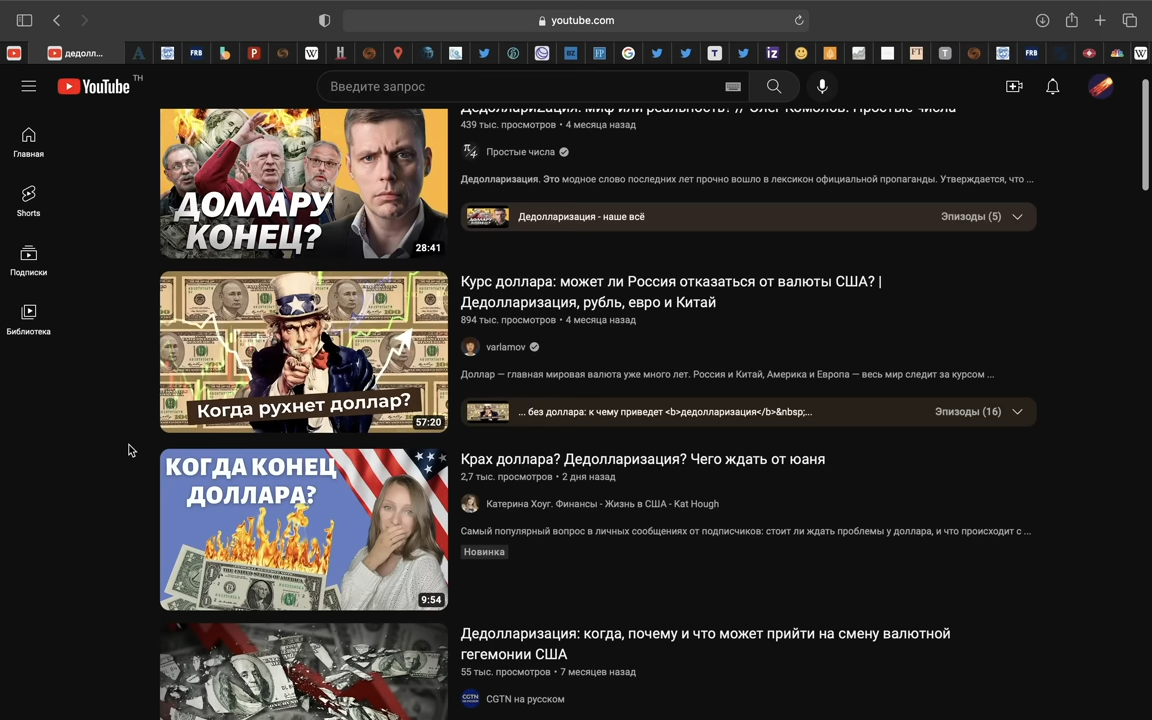 youtube.com
дедолл...
FRB
P
W
H
BZ
FP
G
T
iz
FT
T
FRB
W
YouTube TH
Введите запрос
Главная
Shorts
Подписки
Библиотека
ДОЛЛАРУ
КОНЕЦ?
28:41
Дедолларизация: миф или реальность? // Олег Комолов. Простые числа
439 тыс. просмотров • 4 месяца назад
Простые числа
Дедолларизация. Это модное слово последних лет прочно вошло в лексикон официальной пропаганды. Утверждается, что ...
Дедолларизация - наше всё
Эпизоды (5)
Когда рухнет доллар?
57:20
Курс доллара: может ли Россия отказаться от валюты США? |
Дедолларизация, рубль, евро и Китай
894 тыс. просмотров • 4 месяца назад
varlamov
Доллар — главная мировая валюта уже много лет. Россия и Китай, Америка и Европа — весь мир следит за курсом ...
... без доллара: к чему приведет <b>дедолларизация</b>&nbsp;...
Эпизоды (16)
КОГДА КОНЕЦ
ДОЛЛАРА?
9:54
Крах доллара? Дедолларизация? Чего ждать от юаня
2,7 тыс. просмотров • 2 дня назад
Катерина Хоуг. Финансы - Жизнь в США - Kat Hough
Самый популярный вопрос в личных сообщениях от подписчиков: стоит ли ждать проблемы у доллара, и что происходит с ...
Новинка
Дедолларизация: когда, почему и что может прийти на смену валютной
гегемонии США
55 тыс. просмотров • 7 месяцев назад
CGTN на русском